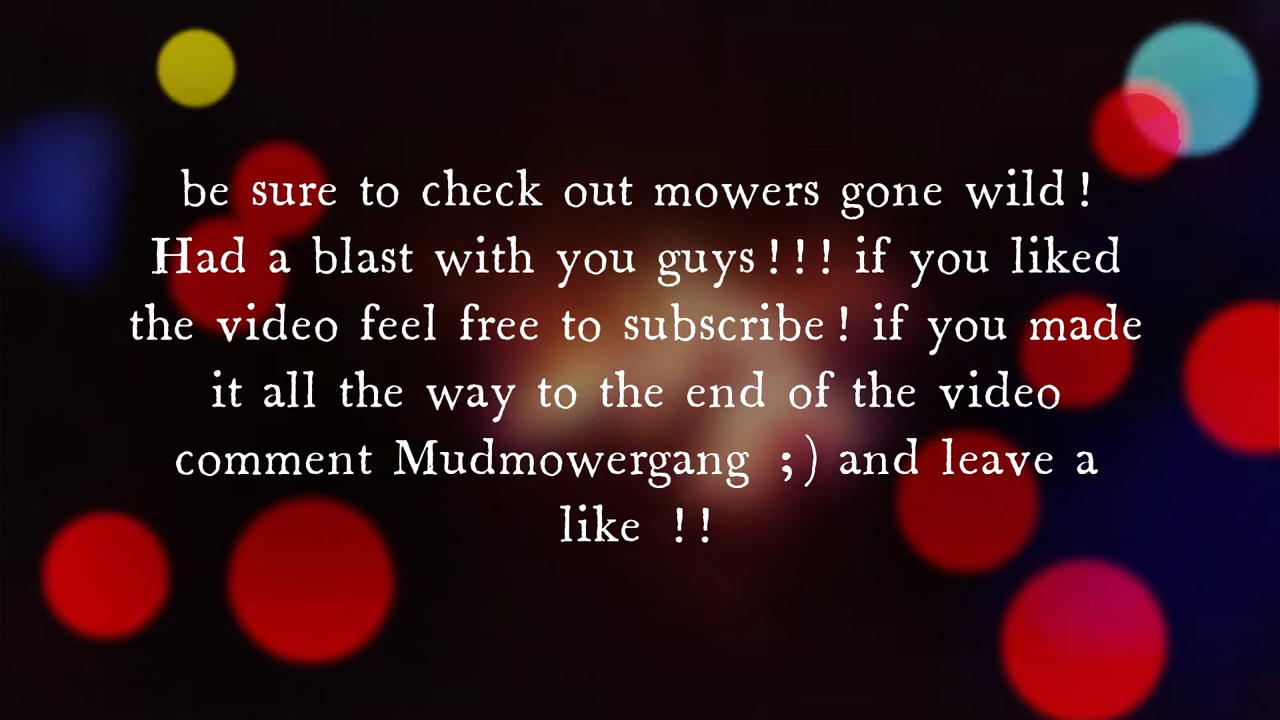 be sure to check out mowers gone wild!
Had a blast with you guys!!! if you liked
the video feel free to subscribe! if you made
it all the way to the end of the video
comment Mudmowergang ;) and leave a
like !!